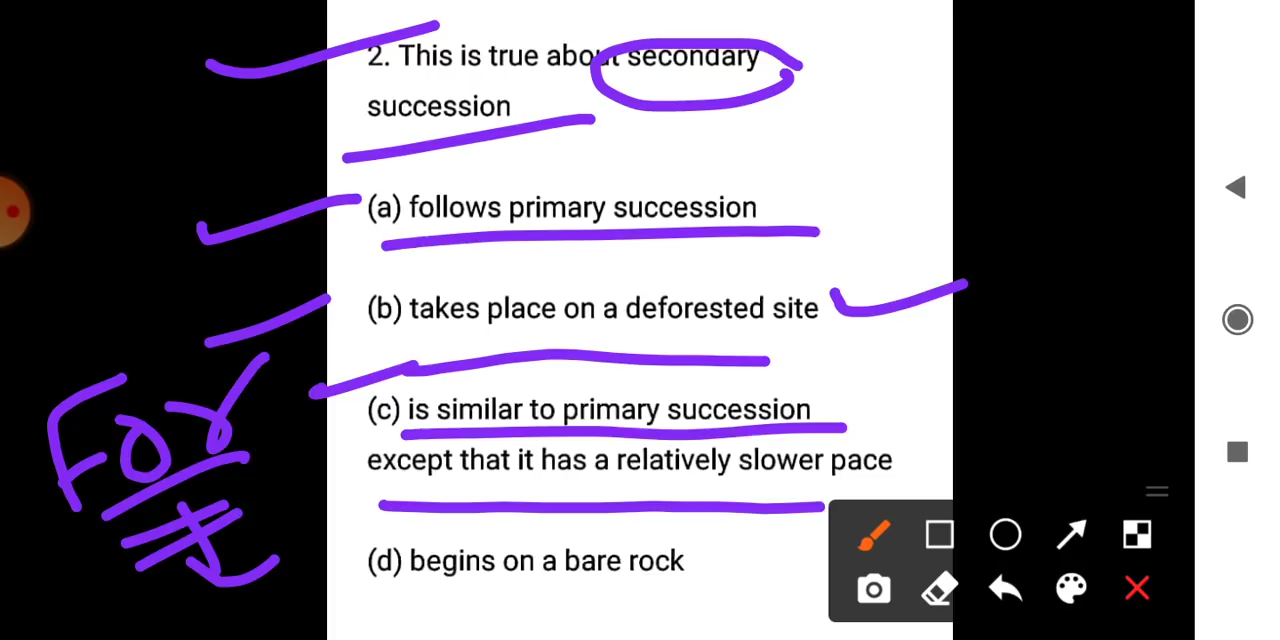 2. This is true about secondary
succession
(a) follows primary succession
(b) takes place on a deforested site
(c) is similar to primary succession
except that it has a relatively slower pace
(d) begins on a bare rock
For